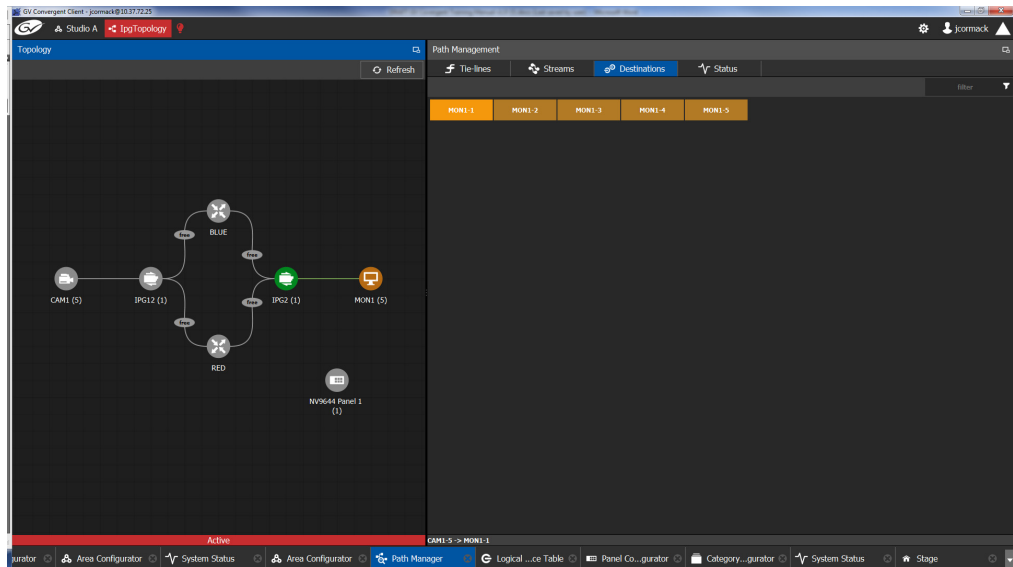 GV Convergent Client - jcormack@10.37.72.25
GV Studio A IpgTopology jcormack
Topology
Refresh
BLUE
free
free
CAM1 (5) IPG12 (1) IPG2 (1) MON1 (5)
free
free
RED
NV9644 Panel 1
(1)
Active
Path Management
Tie-lines Streams Destinations Status
filter
MON1-1 MON1-2 MON1-3 MON1-4 MON1-5
CAM1-5 -> MON1-1
urator Area Configurator System Status Area Configurator Path Manager Logical ...ce Table Panel Co...gurator Category...gurator System Status Stage